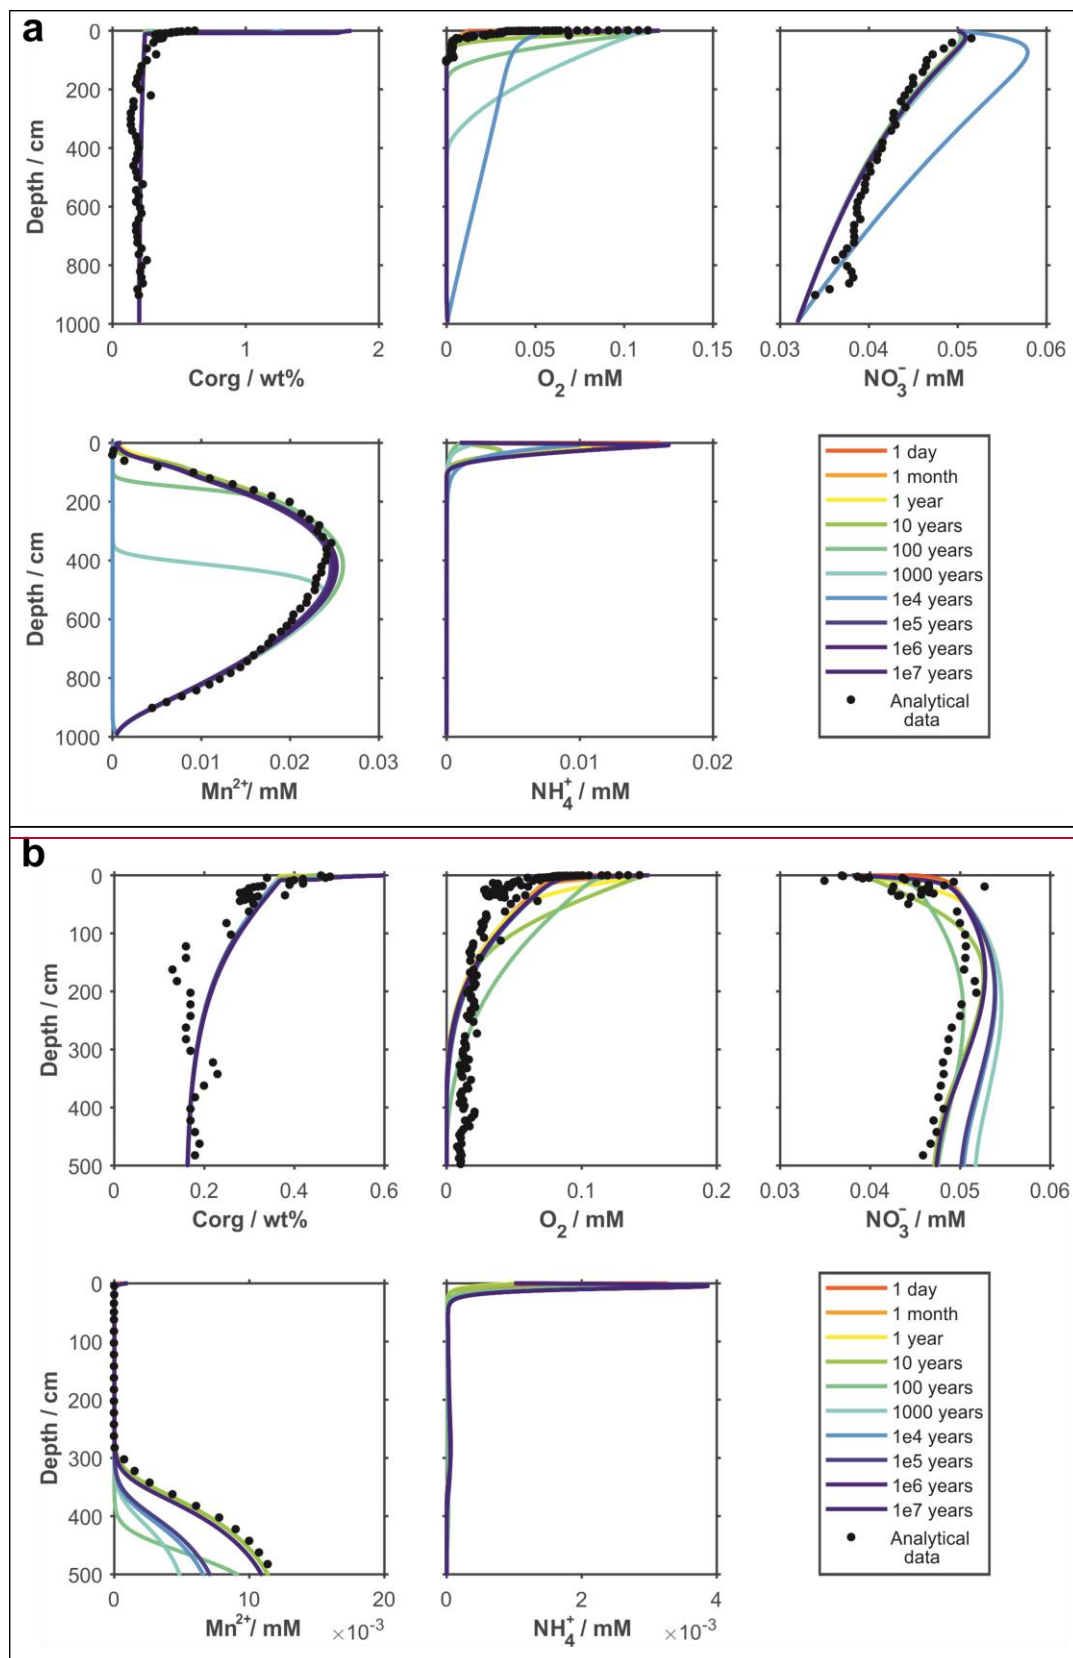 a
0
200
400
600
800
1000
Depth / cm
0 1 2
Corg / wt%
0 0.05 0.1 0.15
O₂ / mM
0.03 0.04 0.05 0.06
NO₃⁻ / mM
0
200
400
600
800
1000
Depth / cm
0 0.01 0.02 0.03
Mn²⁺/ mM
0 0.01 0.02
NH₄⁺ / mM
1 day
1 month
1 year
10 years
100 years
1000 years
1e4 years
1e5 years
1e6 years
1e7 years
Analytical
data
b
0
100
200
300
400
500
Depth / cm
0 0.2 0.4 0.6
Corg / wt%
0 0.1 0.2
O₂ / mM
0.03 0.04 0.05 0.06
NO₃⁻ / mM
0
100
200
300
400
500
Depth / cm
0 10 20
Mn²⁺/ mM ×10⁻³
0 2 4
NH₄⁺ / mM ×10⁻³
1 day
1 month
1 year
10 years
100 years
1000 years
1e4 years
1e5 years
1e6 years
1e7 years
Analytical
data